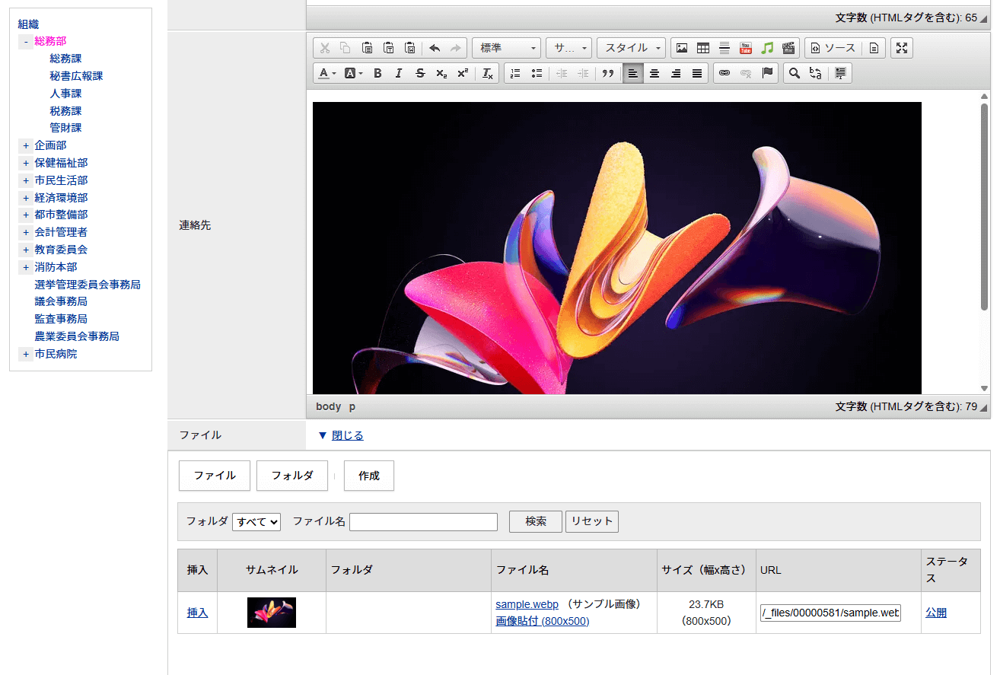 組織
- 総務部
総務課
秘書広報課
人事課
税務課
管財課
+ 企画部
+ 保健福祉部
+ 市民生活部
+ 経済環境部
+ 都市整備部
+ 会計管理者
+ 教育委員会
+ 消防本部
選挙管理委員会事務局
議会事務局
監査事務局
農業委員会事務局
+ 市民病院
文字数 (HTMLタグを含む): 65
連絡先
標準 サ... スタイル You Tube ソース
A A B I S x₂ x² Ix
body p
文字数 (HTMLタグを含む): 79
ファイル
▼ 閉じる
ファイル フォルダ 作成
フォルダ すべて ファイル名 検索 リセット
挿入 サムネイル フォルダ ファイル名 サイズ（幅x高さ） URL ステータス
挿入 sample.webp （サンプル画像） 23.7KB /_files/00000581/sample.web 公開
画像貼付 (800x500) （800x500）